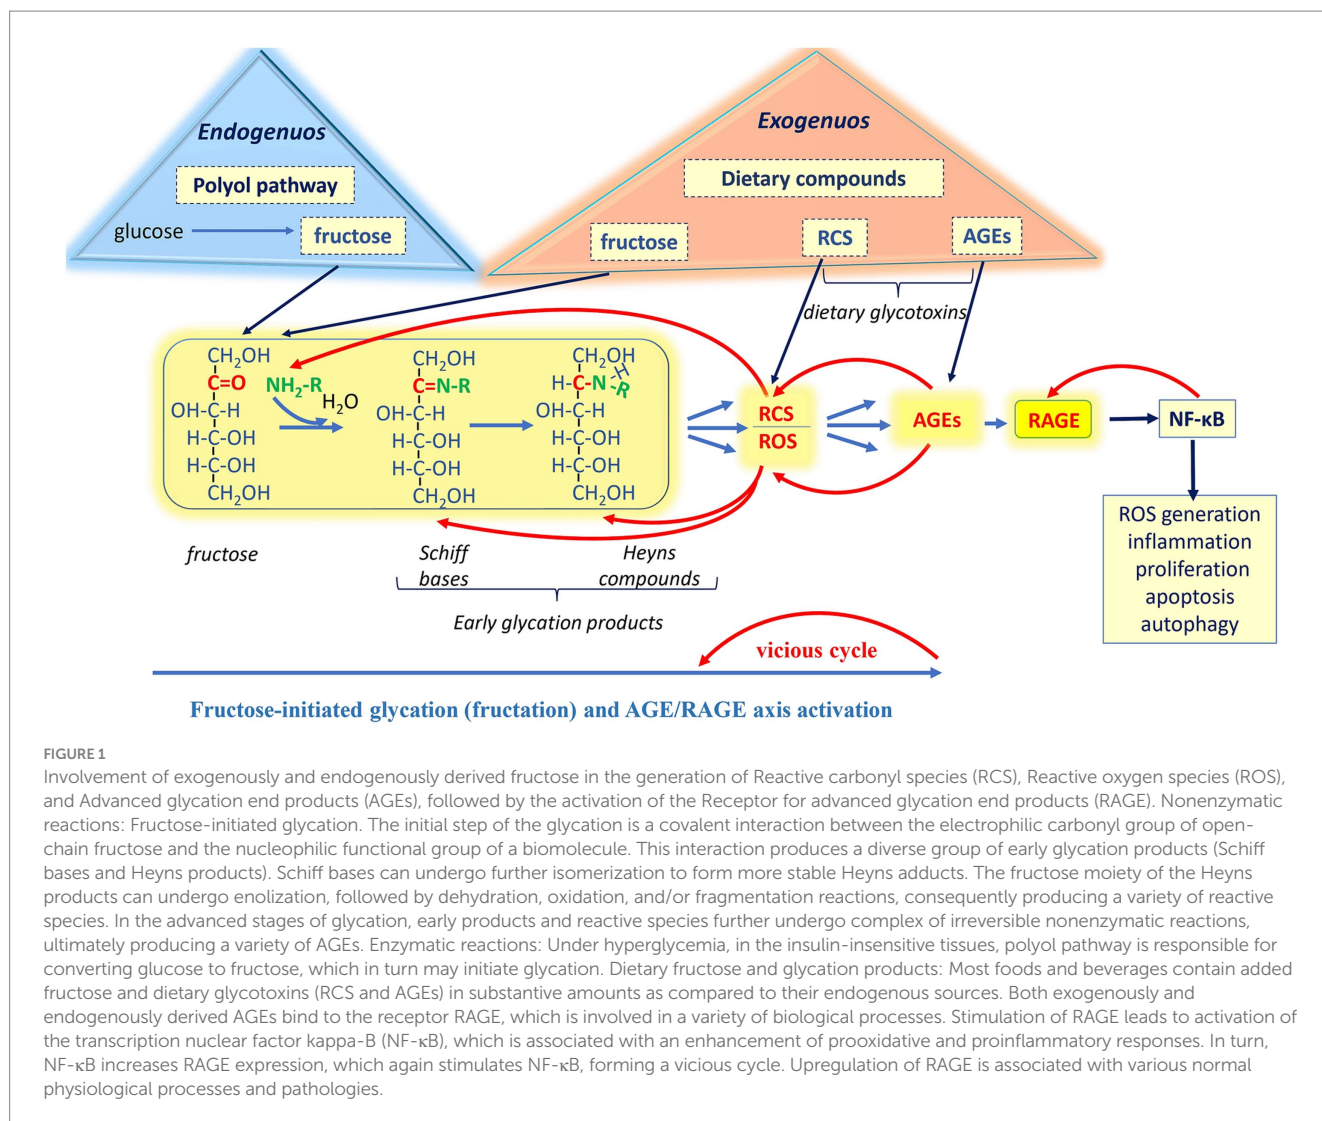 Endogenuos
Polyol pathway
glucose
fructose
Exogenuos
Dietary compounds
fructose
RCS
AGEs
dietary glycotoxins
CH2OH
C=O
NH2-R
H2O
OH-C-H
H-C-OH
H-C-OH
CH2OH
CH2OH
C=N-R
OH-C-H
H-C-OH
H-C-OH
CH2OH
CH2OH
H
H-C-N-R
OH-C-H
H-C-OH
H-C-OH
CH2OH
RCS
ROS
AGEs
RAGE
NF-κB
ROS generation
inflammation
proliferation
apoptosis
autophagy
fructose
Schiff
bases
Heyns
compounds
Early glycation products
vicious cycle
Fructose-initiated glycation (fructation) and AGE/RAGE axis activation
FIGURE 1
Involvement of exogenously and endogenously derived fructose in the generation of Reactive carbonyl species (RCS), Reactive oxygen species (ROS),
and Advanced glycation end products (AGEs), followed by the activation of the Receptor for advanced glycation end products (RAGE). Nonenzymatic
reactions: Fructose-initiated glycation. The initial step of the glycation is a covalent interaction between the electrophilic carbonyl group of open-
chain fructose and the nucleophilic functional group of a biomolecule. This interaction produces a diverse group of early glycation products (Schiff
bases and Heyns products). Schiff bases can undergo further isomerization to form more stable Heyns adducts. The fructose moiety of the Heyns
products can undergo enolization, followed by dehydration, oxidation, and/or fragmentation reactions, consequently producing a variety of reactive
species. In the advanced stages of glycation, early products and reactive species further undergo complex of irreversible nonenzymatic reactions,
ultimately producing a variety of AGEs. Enzymatic reactions: Under hyperglycemia, in the insulin-insensitive tissues, polyol pathway is responsible for
converting glucose to fructose, which in turn may initiate glycation. Dietary fructose and glycation products: Most foods and beverages contain added
fructose and dietary glycotoxins (RCS and AGEs) in substantive amounts as compared to their endogenous sources. Both exogenously and
endogenously derived AGEs bind to the receptor RAGE, which is involved in a variety of biological processes. Stimulation of RAGE leads to activation of
the transcription nuclear factor kappa-B (NF-κB), which is associated with an enhancement of prooxidative and proinflammatory responses. In turn,
NF-κB increases RAGE expression, which again stimulates NF-κB, forming a vicious cycle. Upregulation of RAGE is associated with various normal
physiological processes and pathologies.